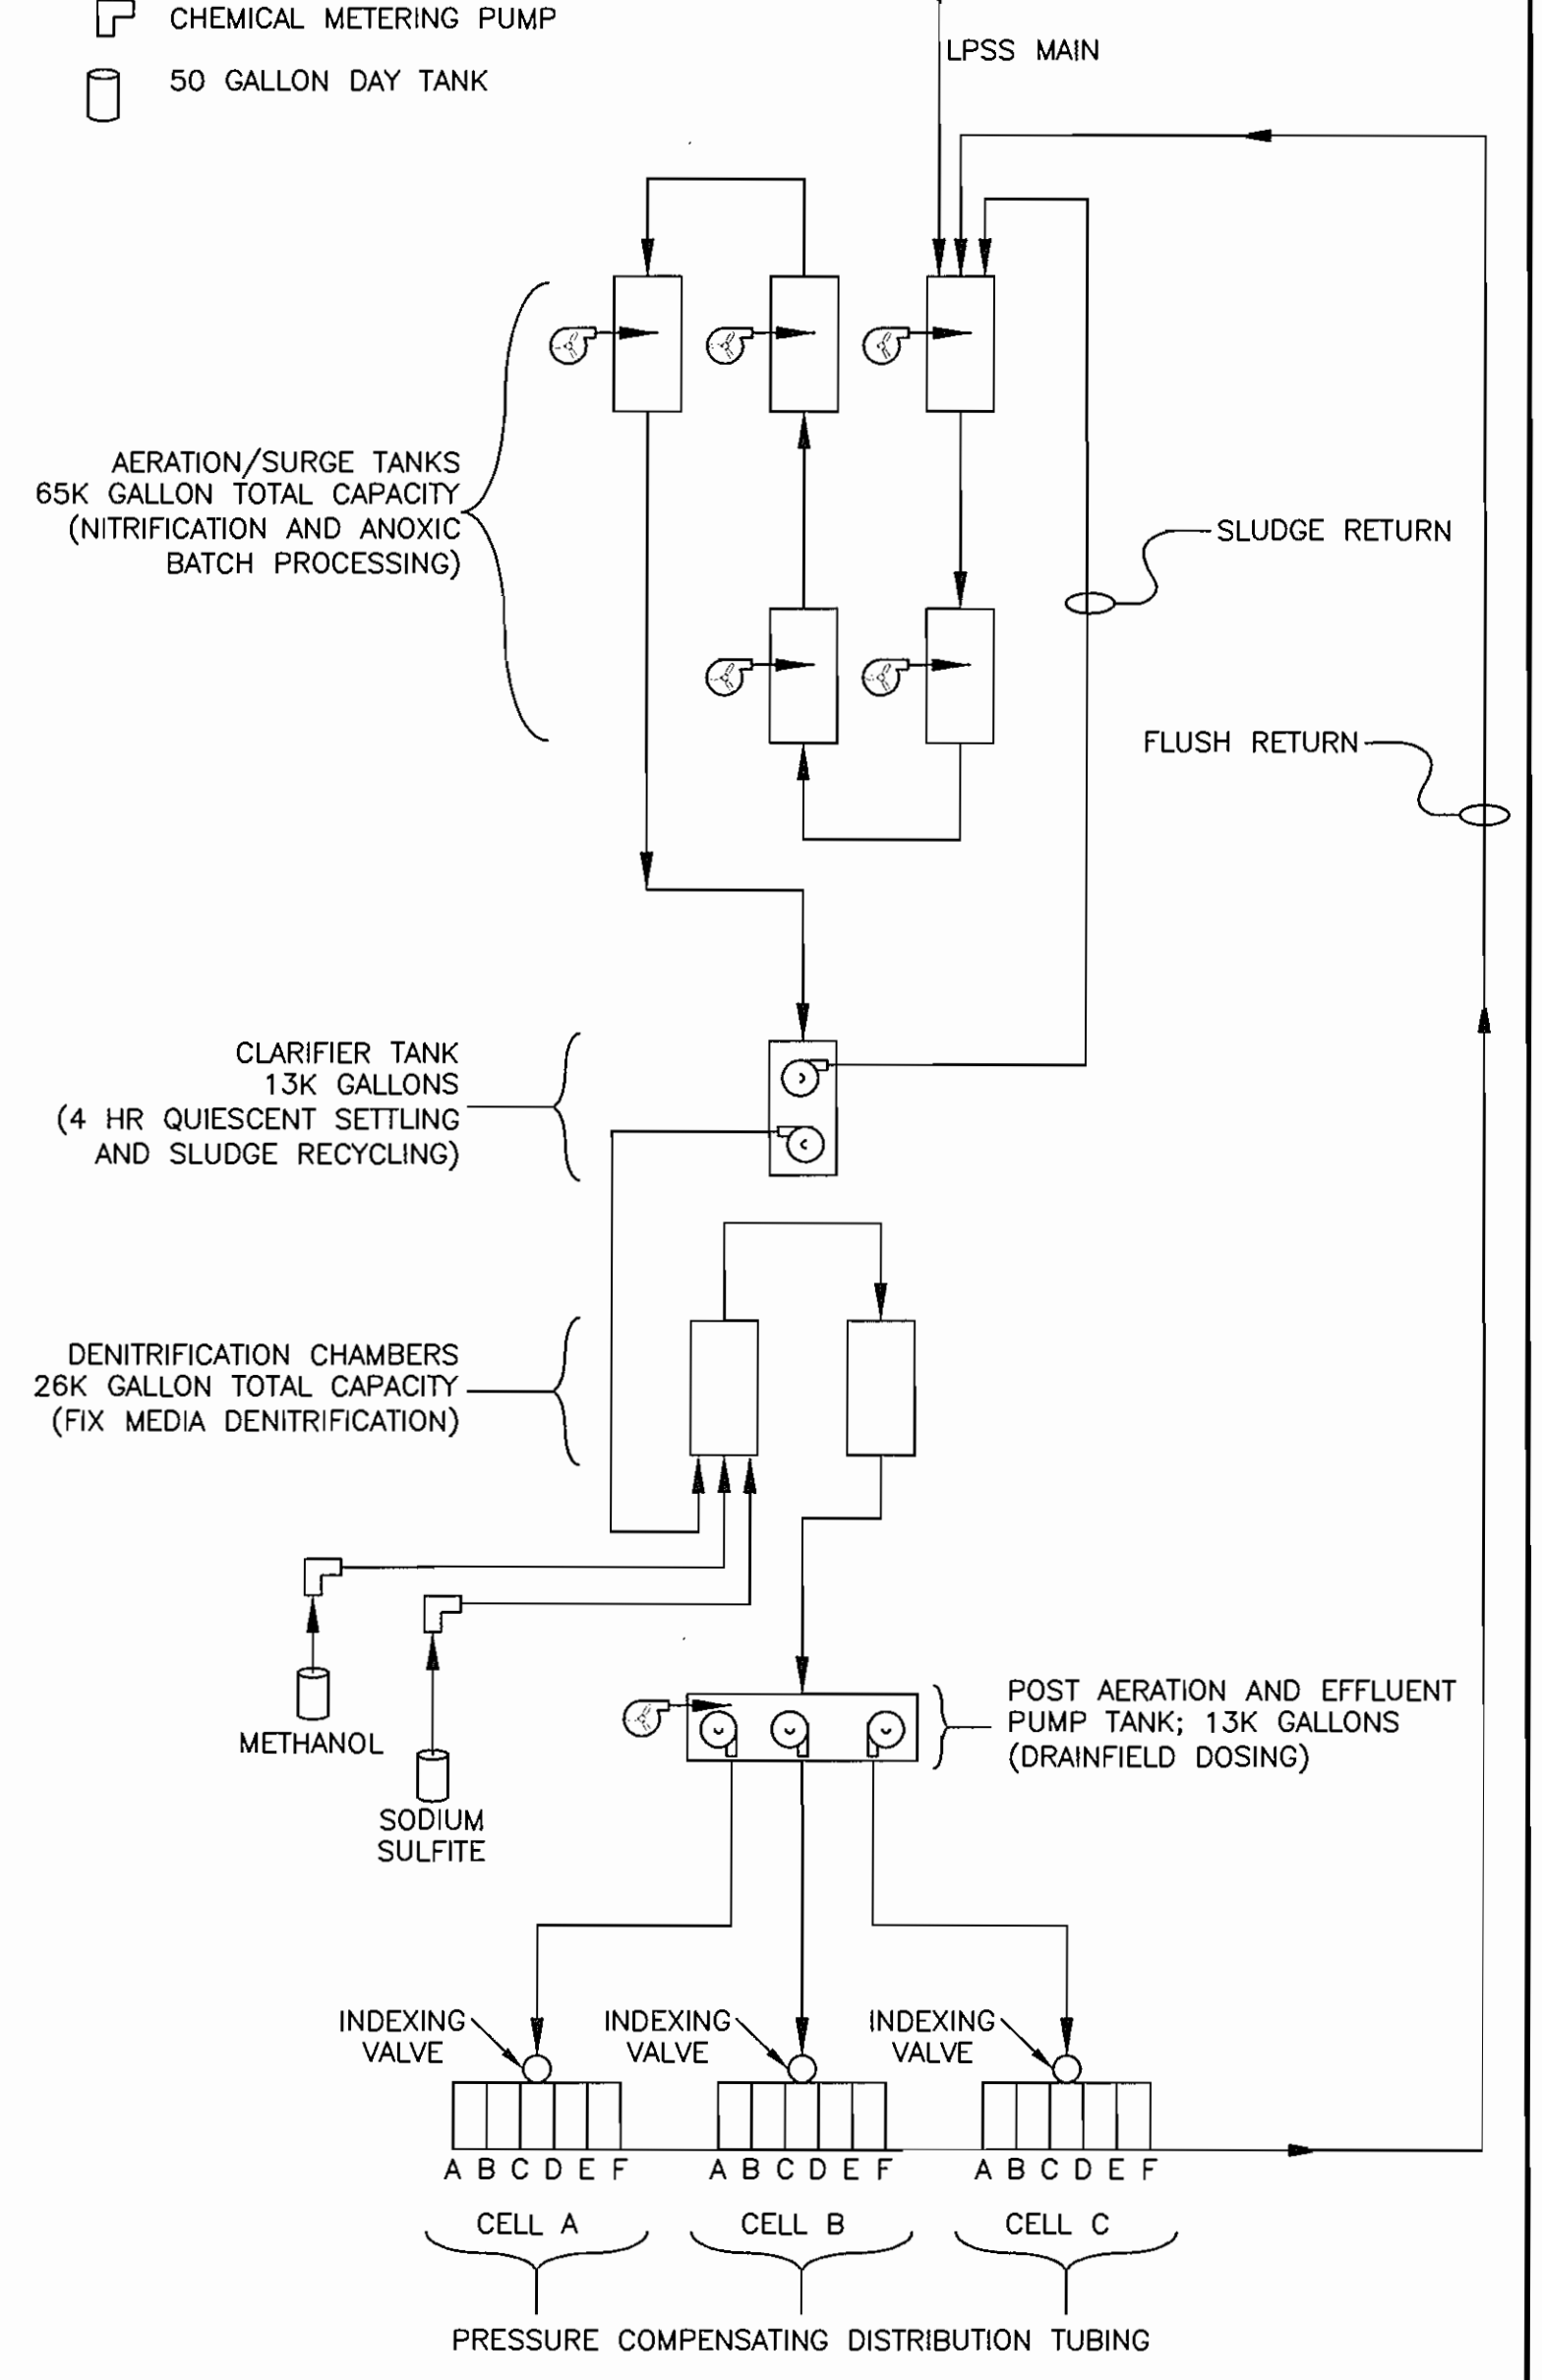 CHEMICAL METERING PUMP
50 GALLON DAY TANK
LPSS MAIN
AERATION/SURGE TANKS
65K GALLON TOTAL CAPACITY
(NITRIFICATION AND ANOXIC
BATCH PROCESSING)
SLUDGE RETURN
FLUSH RETURN
CLARIFIER TANK
13K GALLONS
(4 HR QUIESCENT SETTLING
AND SLUDGE RECYCLING)
DENITRIFICATION CHAMBERS
26K GALLON TOTAL CAPACITY
(FIX MEDIA DENITRIFICATION)
METHANOL
SODIUM
SULFITE
POST AERATION AND EFFLUENT
PUMP TANK; 13K GALLONS
(DRAINFIELD DOSING)
INDEXING
VALVE
INDEXING
VALVE
INDEXING
VALVE
A B C D E F
A B C D E F
A B C D E F
CELL A
CELL B
CELL C
PRESSURE COMPENSATING DISTRIBUTION TUBING